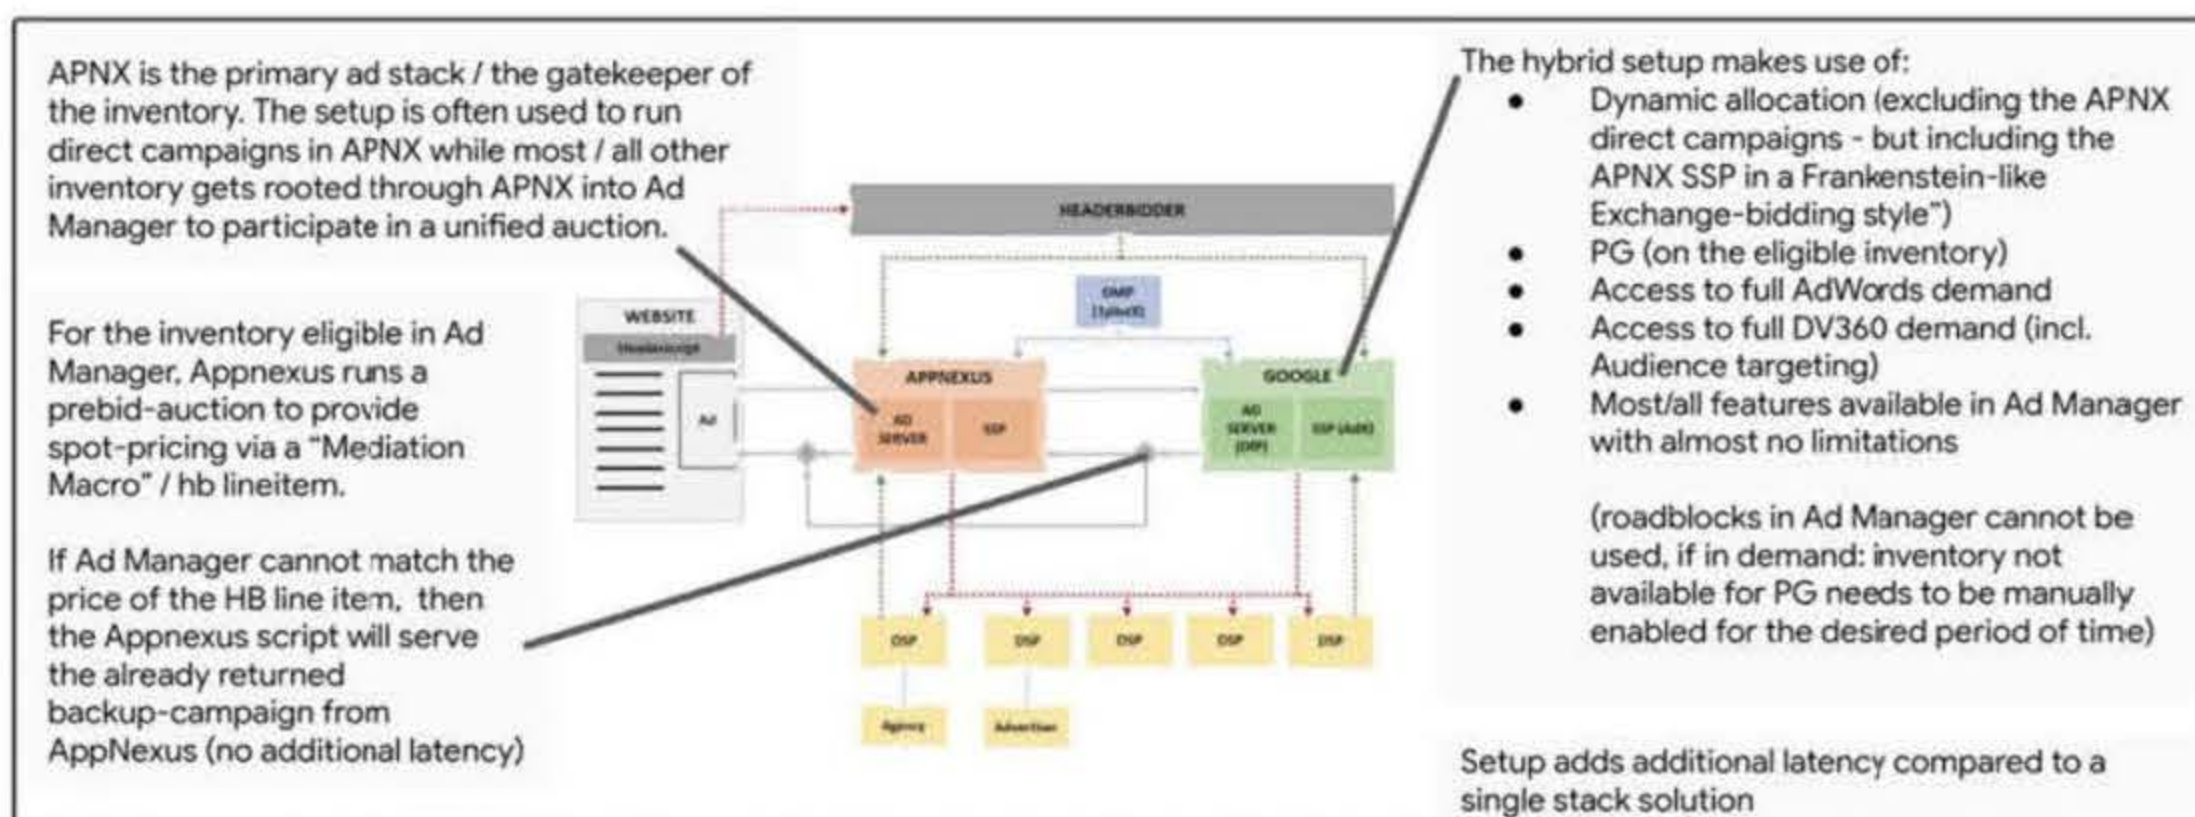 APNX is the primary ad stack / the gatekeeper of
the inventory. The setup is often used to run
direct campaigns in APNX while most / all other
inventory gets rooted through APNX into Ad
Manager to participate in a unified auction.
For the inventory eligible in Ad
Manager, Appnexus runs a
prebid-auction to provide
spot-pricing via a "Mediation
Macro" / hb lineitem.
If Ad Manager cannot match the
price of the HB line item, then
the Appnexus script will serve
the already returned
backup-campaign from
AppNexus (no additional latency)
HEADERBIDDER
DMP
WEBSITE
Ad
APPNEXUS
AD
SERVER
SSP
GOOGLE
AD
SERVER
(DFP)
SSP (AdX)
DSP
DSP
DSP
DSP
DSP
Agency
Advertiser
The hybrid setup makes use of:
● Dynamic allocation (excluding the APNX
direct campaigns - but including the
APNX SSP in a Frankenstein-like
Exchange-bidding style")
● PG (on the eligible inventory)
● Access to full AdWords demand
● Access to full DV360 demand (incl.
Audience targeting)
● Most/all features available in Ad Manager
with almost no limitations
(roadblocks in Ad Manager cannot be
used, if in demand: inventory not
available for PG needs to be manually
enabled for the desired period of time)
Setup adds additional latency compared to a
single stack solution